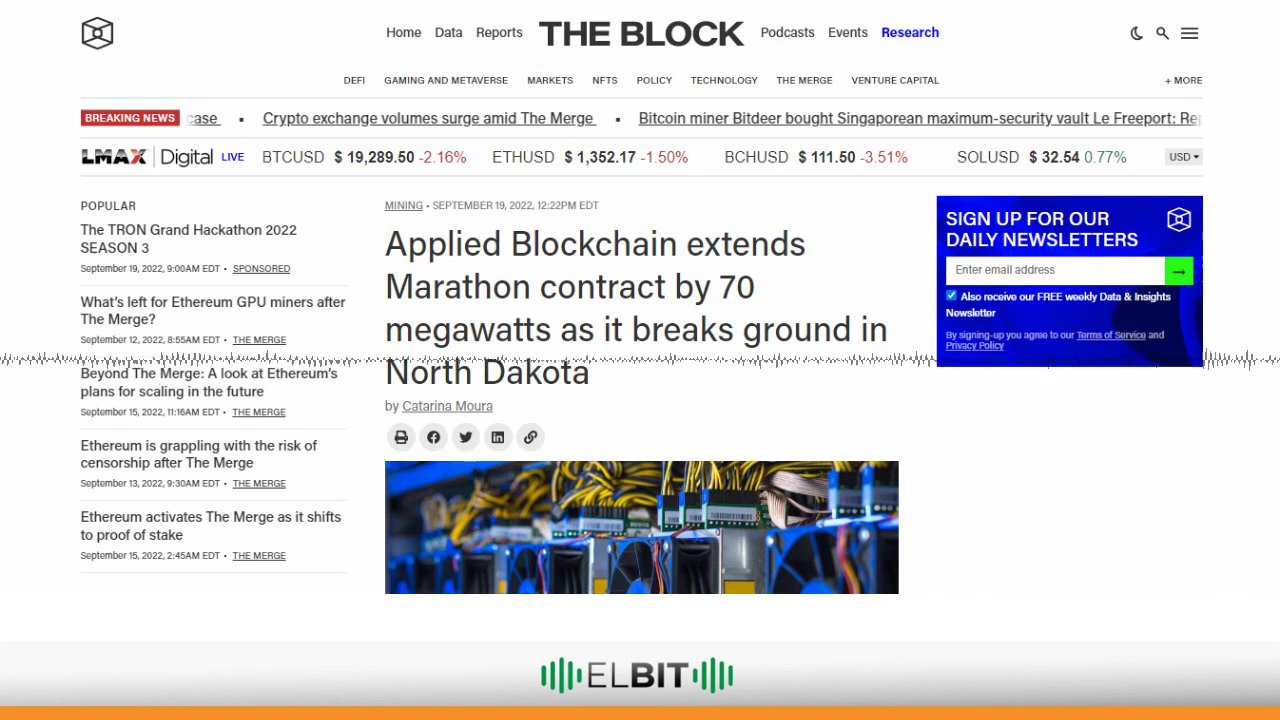 Home Data Reports THE BLOCK Podcasts Events Research
DEFI GAMING AND METAVERSE MARKETS NFTS POLICY TECHNOLOGY THE MERGE VENTURE CAPITAL + MORE
BREAKING NEWS case ▪ Crypto exchange volumes surge amid The Merge ▪ Bitcoin miner Bitdeer bought Singaporean maximum-security vault Le Freeport:
LMAX Digital LIVE BTCUSD $ 19,289.50 -2.16% ETHUSD $ 1,352.17 -1.50% BCHUSD $ 111.50 -3.51% SOLUSD $ 32.54 0.77% USD
POPULAR
The TRON Grand Hackathon 2022
SEASON 3
September 19, 2022, 9:00AM EDT • SPONSORED
What's left for Ethereum GPU miners after
The Merge?
September 12, 2022, 8:55AM EDT • THE MERGE
Beyond The Merge: A look at Ethereum's
plans for scaling in the future
September 15, 2022, 11:16AM EDT • THE MERGE
Ethereum is grappling with the risk of
censorship after The Merge
September 13, 2022, 9:30AM EDT • THE MERGE
Ethereum activates The Merge as it shifts
to proof of stake
September 15, 2022, 2:45AM EDT • THE MERGE
MINING • SEPTEMBER 19, 2022, 12:22PM EDT
Applied Blockchain extends
Marathon contract by 70
megawatts as it breaks ground in
North Dakota
by Catarina Moura
SIGN UP FOR OUR
DAILY NEWSLETTERS
Enter email address →
Also receive our FREE weekly Data & Insights
Newsletter
By signing-up you agree to our Terms of Service and
Privacy Policy
ELBIT